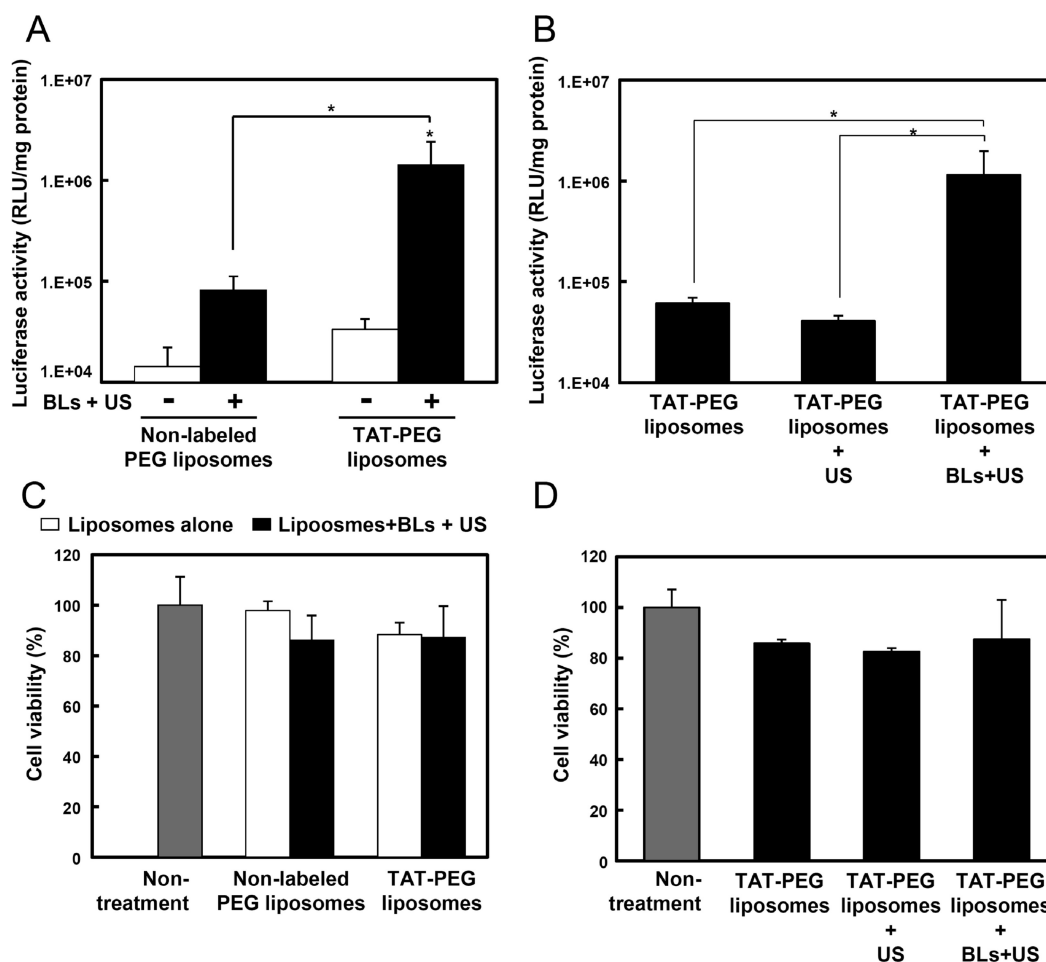 A
Luciferase activity (RLU/mg protein)
1.E+07
1.E+06
1.E+05
1.E+04
*
*
BLs + US
- + - +
Non-labeled
PEG liposomes
TAT-PEG
liposomes
B
Luciferase activity (RLU/mg protein)
1.E+07
1.E+06
1.E+05
1.E+04
*
*
TAT-PEG
liposomes
TAT-PEG
liposomes
+
US
TAT-PEG
liposomes
+
BLs+US
C
Liposomes alone
Lipoosmes+BLs + US
Cell viability (%)
120
100
80
60
40
20
0
Non-
treatment
Non-labeled
PEG liposomes
TAT-PEG
liposomes
D
Cell viability (%)
120
100
80
60
40
20
0
Non-
treatment
TAT-PEG
liposomes
TAT-PEG
liposomes
+
US
TAT-PEG
liposomes
+
BLs+US